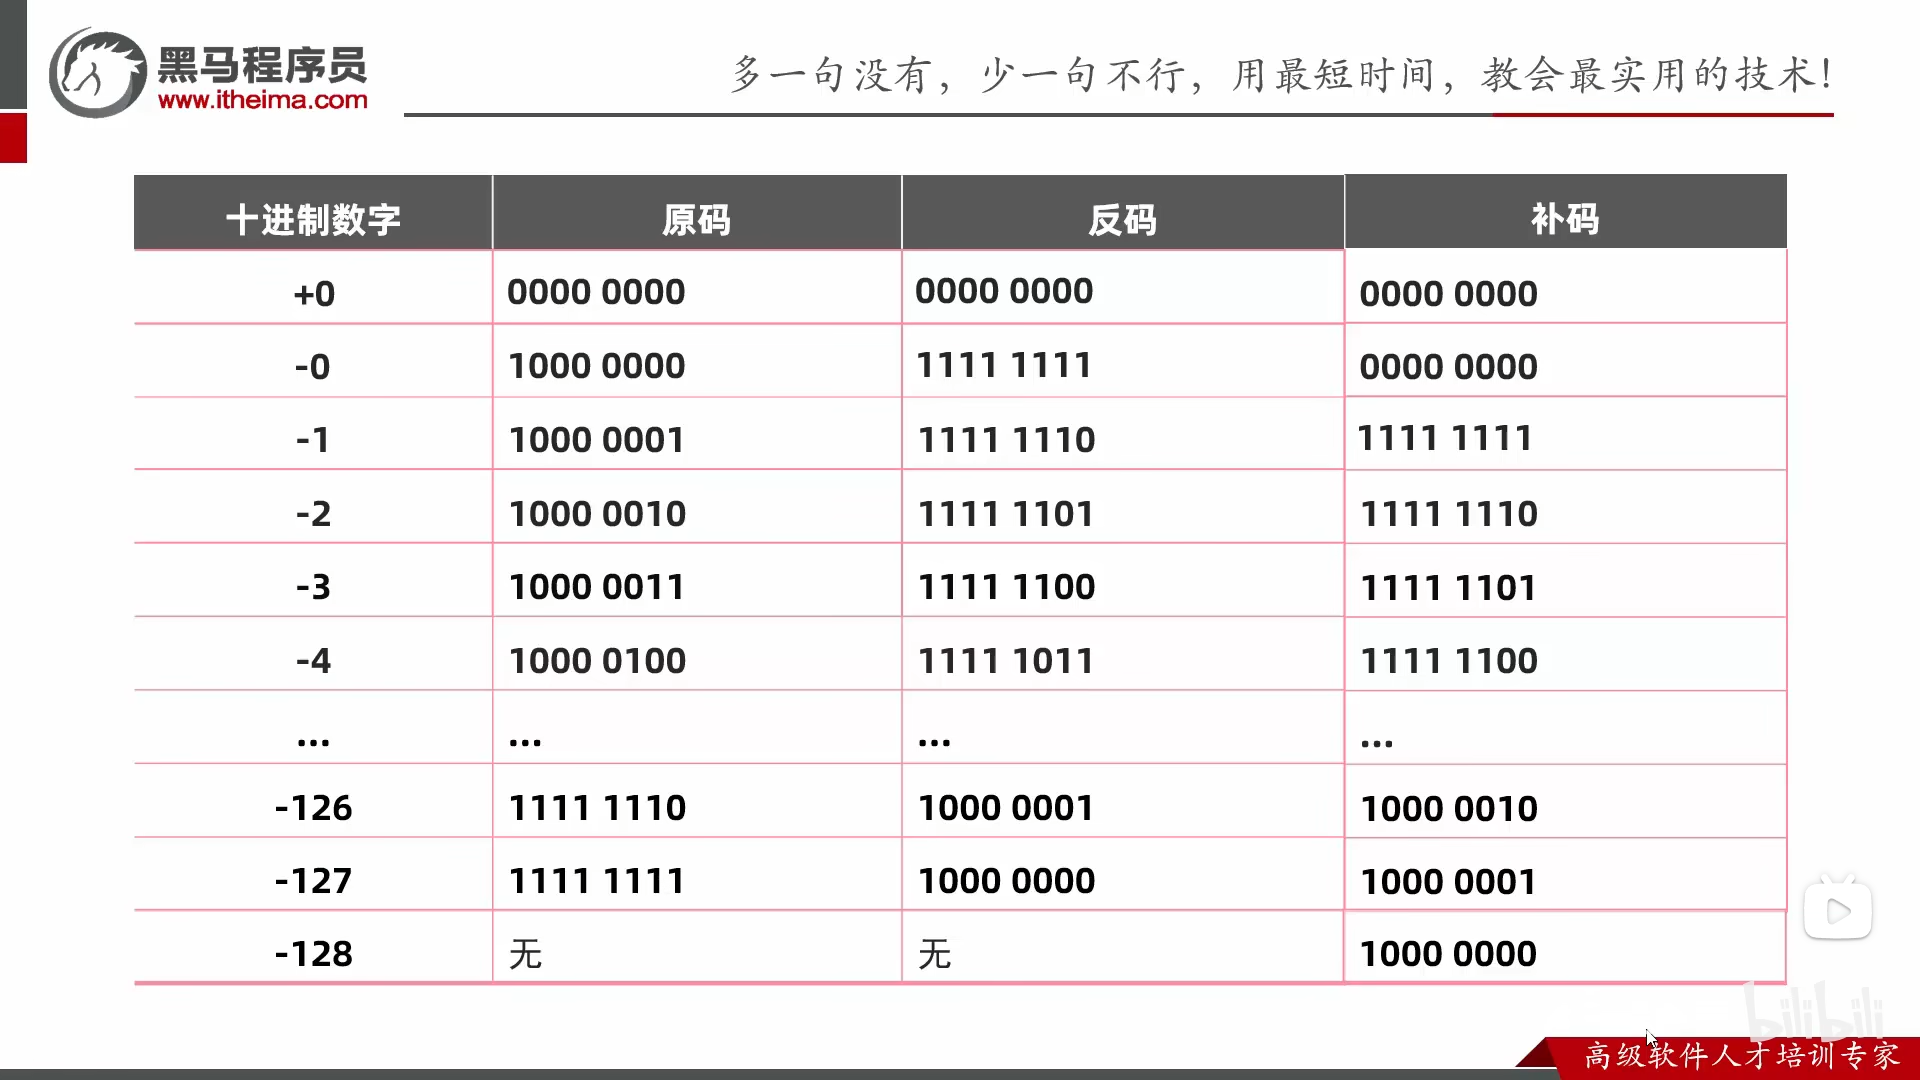 黑马程序员
www.itheima.com
多一句没有，少一句不行，用最短时间，教会最实用的技术！
十进制数字 原码 反码 补码
+0 0000 0000 0000 0000 0000 0000
-0 1000 0000 1111 1111 0000 0000
-1 1000 0001 1111 1110 1111 1111
-2 1000 0010 1111 1101 1111 1110
-3 1000 0011 1111 1100 1111 1101
-4 1000 0100 1111 1011 1111 1100
... ... ... ...
-126 1111 1110 1000 0001 1000 0010
-127 1111 1111 1000 0000 1000 0001
-128 无 无 1000 0000
bilibili
高级软件人才培训专家